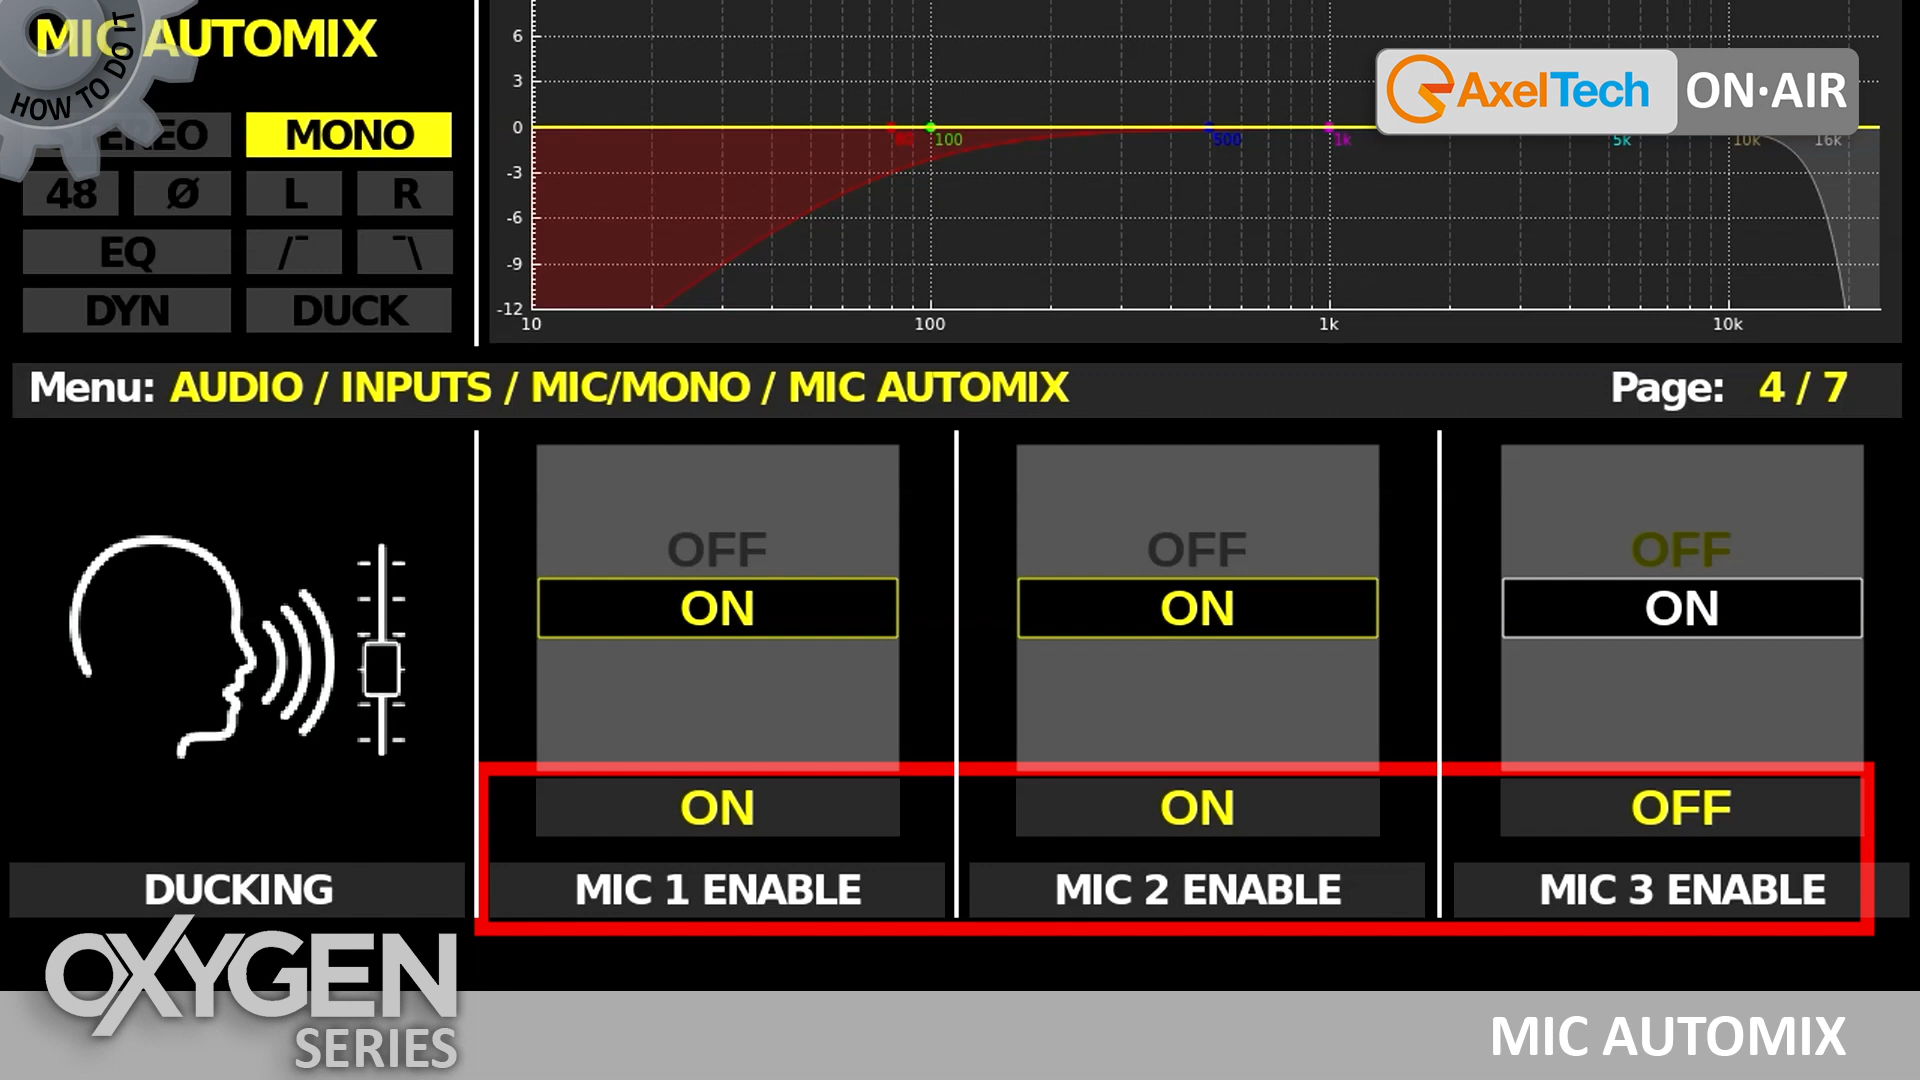 MIC AUTOMIX
HOW TO DO IT
AxelTech ON·AIR
6
3
0
-3
-6
-9
-12
80 100 500 1k 5k 10k 16k
10 100 1k 10k
STEREO MONO
48 Ø L R
EQ /¯ ¯\
DYN DUCK
Menu: AUDIO / INPUTS / MIC/MONO / MIC AUTOMIX Page: 4 / 7
OFF OFF OFF
ON ON ON
ON ON OFF
DUCKING MIC 1 ENABLE MIC 2 ENABLE MIC 3 ENABLE
OXYGEN
SERIES
MIC AUTOMIX